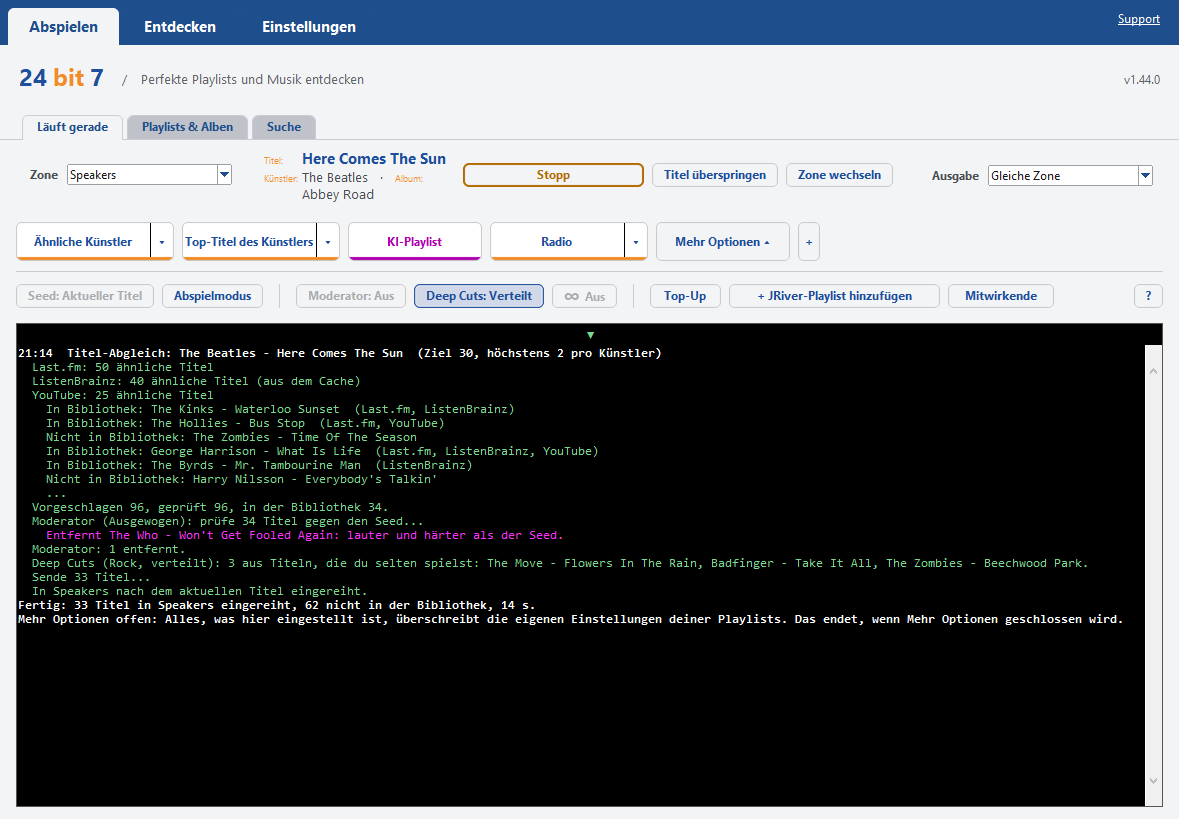 Abspielen Entdecken Einstellungen Support
24 bit 7 / Perfekte Playlists und Musik entdecken v1.44.0
Läuft gerade Playlists & Alben Suche
Zone Speakers
Titel: Here Comes The Sun
Künstler: The Beatles · Album:
Abbey Road
Stopp Titel überspringen Zone wechseln Ausgabe Gleiche Zone
Ähnliche Künstler Top-Titel des Künstlers KI-Playlist Radio Mehr Optionen +
Seed: Aktueller Titel Abspielmodus Moderator: Aus Deep Cuts: Verteilt ∞ Aus Top-Up + JRiver-Playlist hinzufügen Mitwirkende ?
21:14 Titel-Abgleich: The Beatles - Here Comes The Sun (Ziel 30, höchstens 2 pro Künstler)
Last.fm: 50 ähnliche Titel
ListenBrainz: 40 ähnliche Titel (aus dem Cache)
YouTube: 25 ähnliche Titel
In Bibliothek: The Kinks - Waterloo Sunset (Last.fm, ListenBrainz)
In Bibliothek: The Hollies - Bus Stop (Last.fm, YouTube)
Nicht in Bibliothek: The Zombies - Time Of The Season
In Bibliothek: George Harrison - What Is Life (Last.fm, ListenBrainz, YouTube)
In Bibliothek: The Byrds - Mr. Tambourine Man (ListenBrainz)
Nicht in Bibliothek: Harry Nilsson - Everybody's Talkin'
...
Vorgeschlagen 96, geprüft 96, in der Bibliothek 34.
Moderator (Ausgewogen): prüfe 34 Titel gegen den Seed...
Entfernt The Who - Won't Get Fooled Again: lauter und härter als der Seed.
Moderator: 1 entfernt.
Deep Cuts (Rock, verteilt): 3 aus Titeln, die du selten spielst: The Move - Flowers In The Rain, Badfinger - Take It All, The Zombies - Beechwood Park.
Sende 33 Titel...
In Speakers nach dem aktuellen Titel eingereiht.
Fertig: 33 Titel in Speakers eingereiht, 62 nicht in der Bibliothek, 14 s.
Mehr Optionen offen: Alles, was hier eingestellt ist, überschreibt die eigenen Einstellungen deiner Playlists. Das endet, wenn Mehr Optionen geschlossen wird.